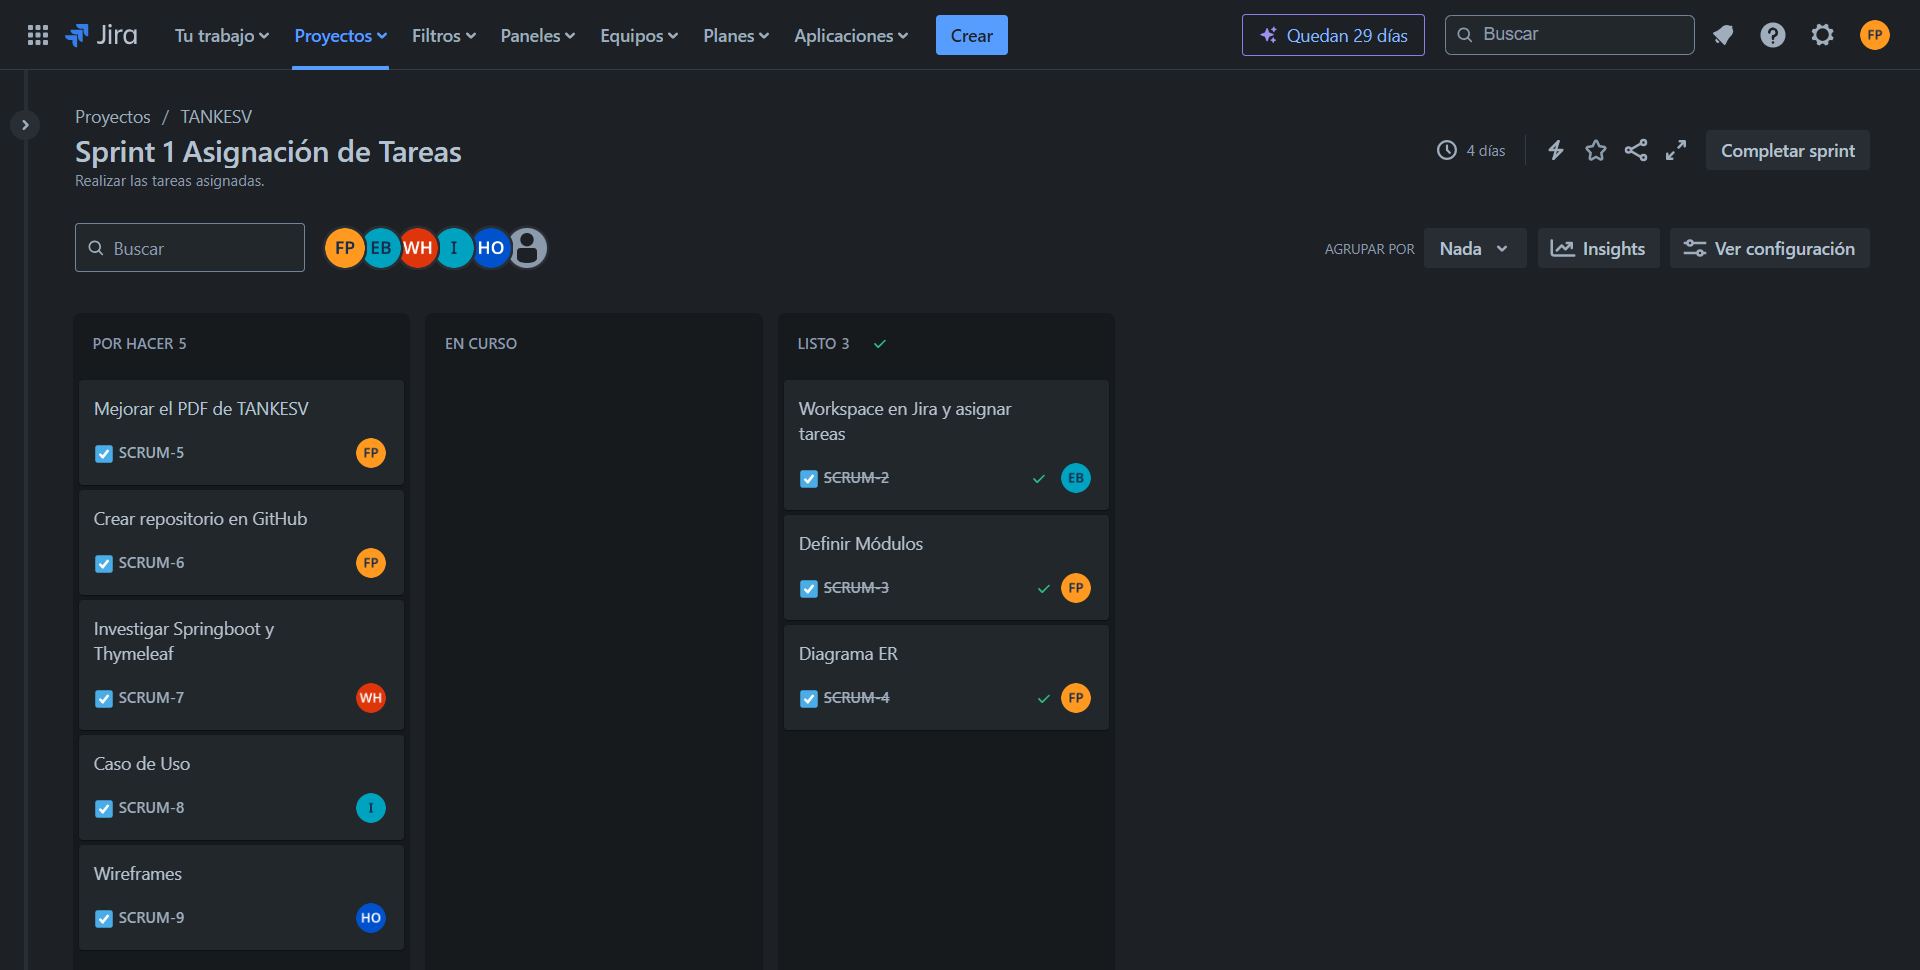 Jira
Tu trabajo
Proyectos
Filtros
Paneles
Equipos
Planes
Aplicaciones
Crear
Quedan 29 días
Buscar
FP
Proyectos / TANKESV
Sprint 1 Asignación de Tareas
Realizar las tareas asignadas.
4 días
Completar sprint
Buscar
FP
EB
WH
I
HO
AGRUPAR POR
Nada
Insights
Ver configuración
POR HACER 5
Mejorar el PDF de TANKESV
SCRUM-5
FP
Crear repositorio en GitHub
SCRUM-6
FP
Investigar Springboot y
Thymeleaf
SCRUM-7
WH
Caso de Uso
SCRUM-8
I
Wireframes
SCRUM-9
HO
EN CURSO
LISTO 3
Workspace en Jira y asignar
tareas
SCRUM-2
EB
Definir Módulos
SCRUM-3
FP
Diagrama ER
SCRUM-4
FP